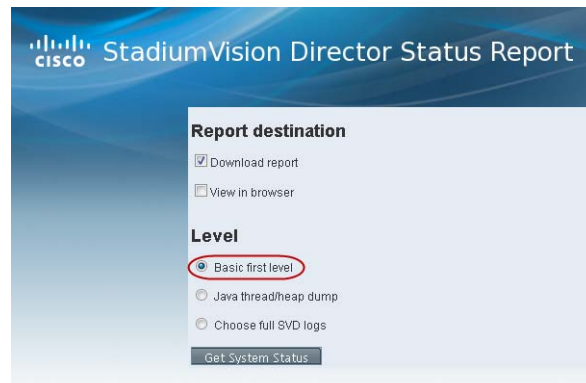 CISCO StadiumVision Director Status Report
Report destination
Download report
View in browser
Level
Basic first level
Java thread/heap dump
Choose full SVD logs
Get System Status